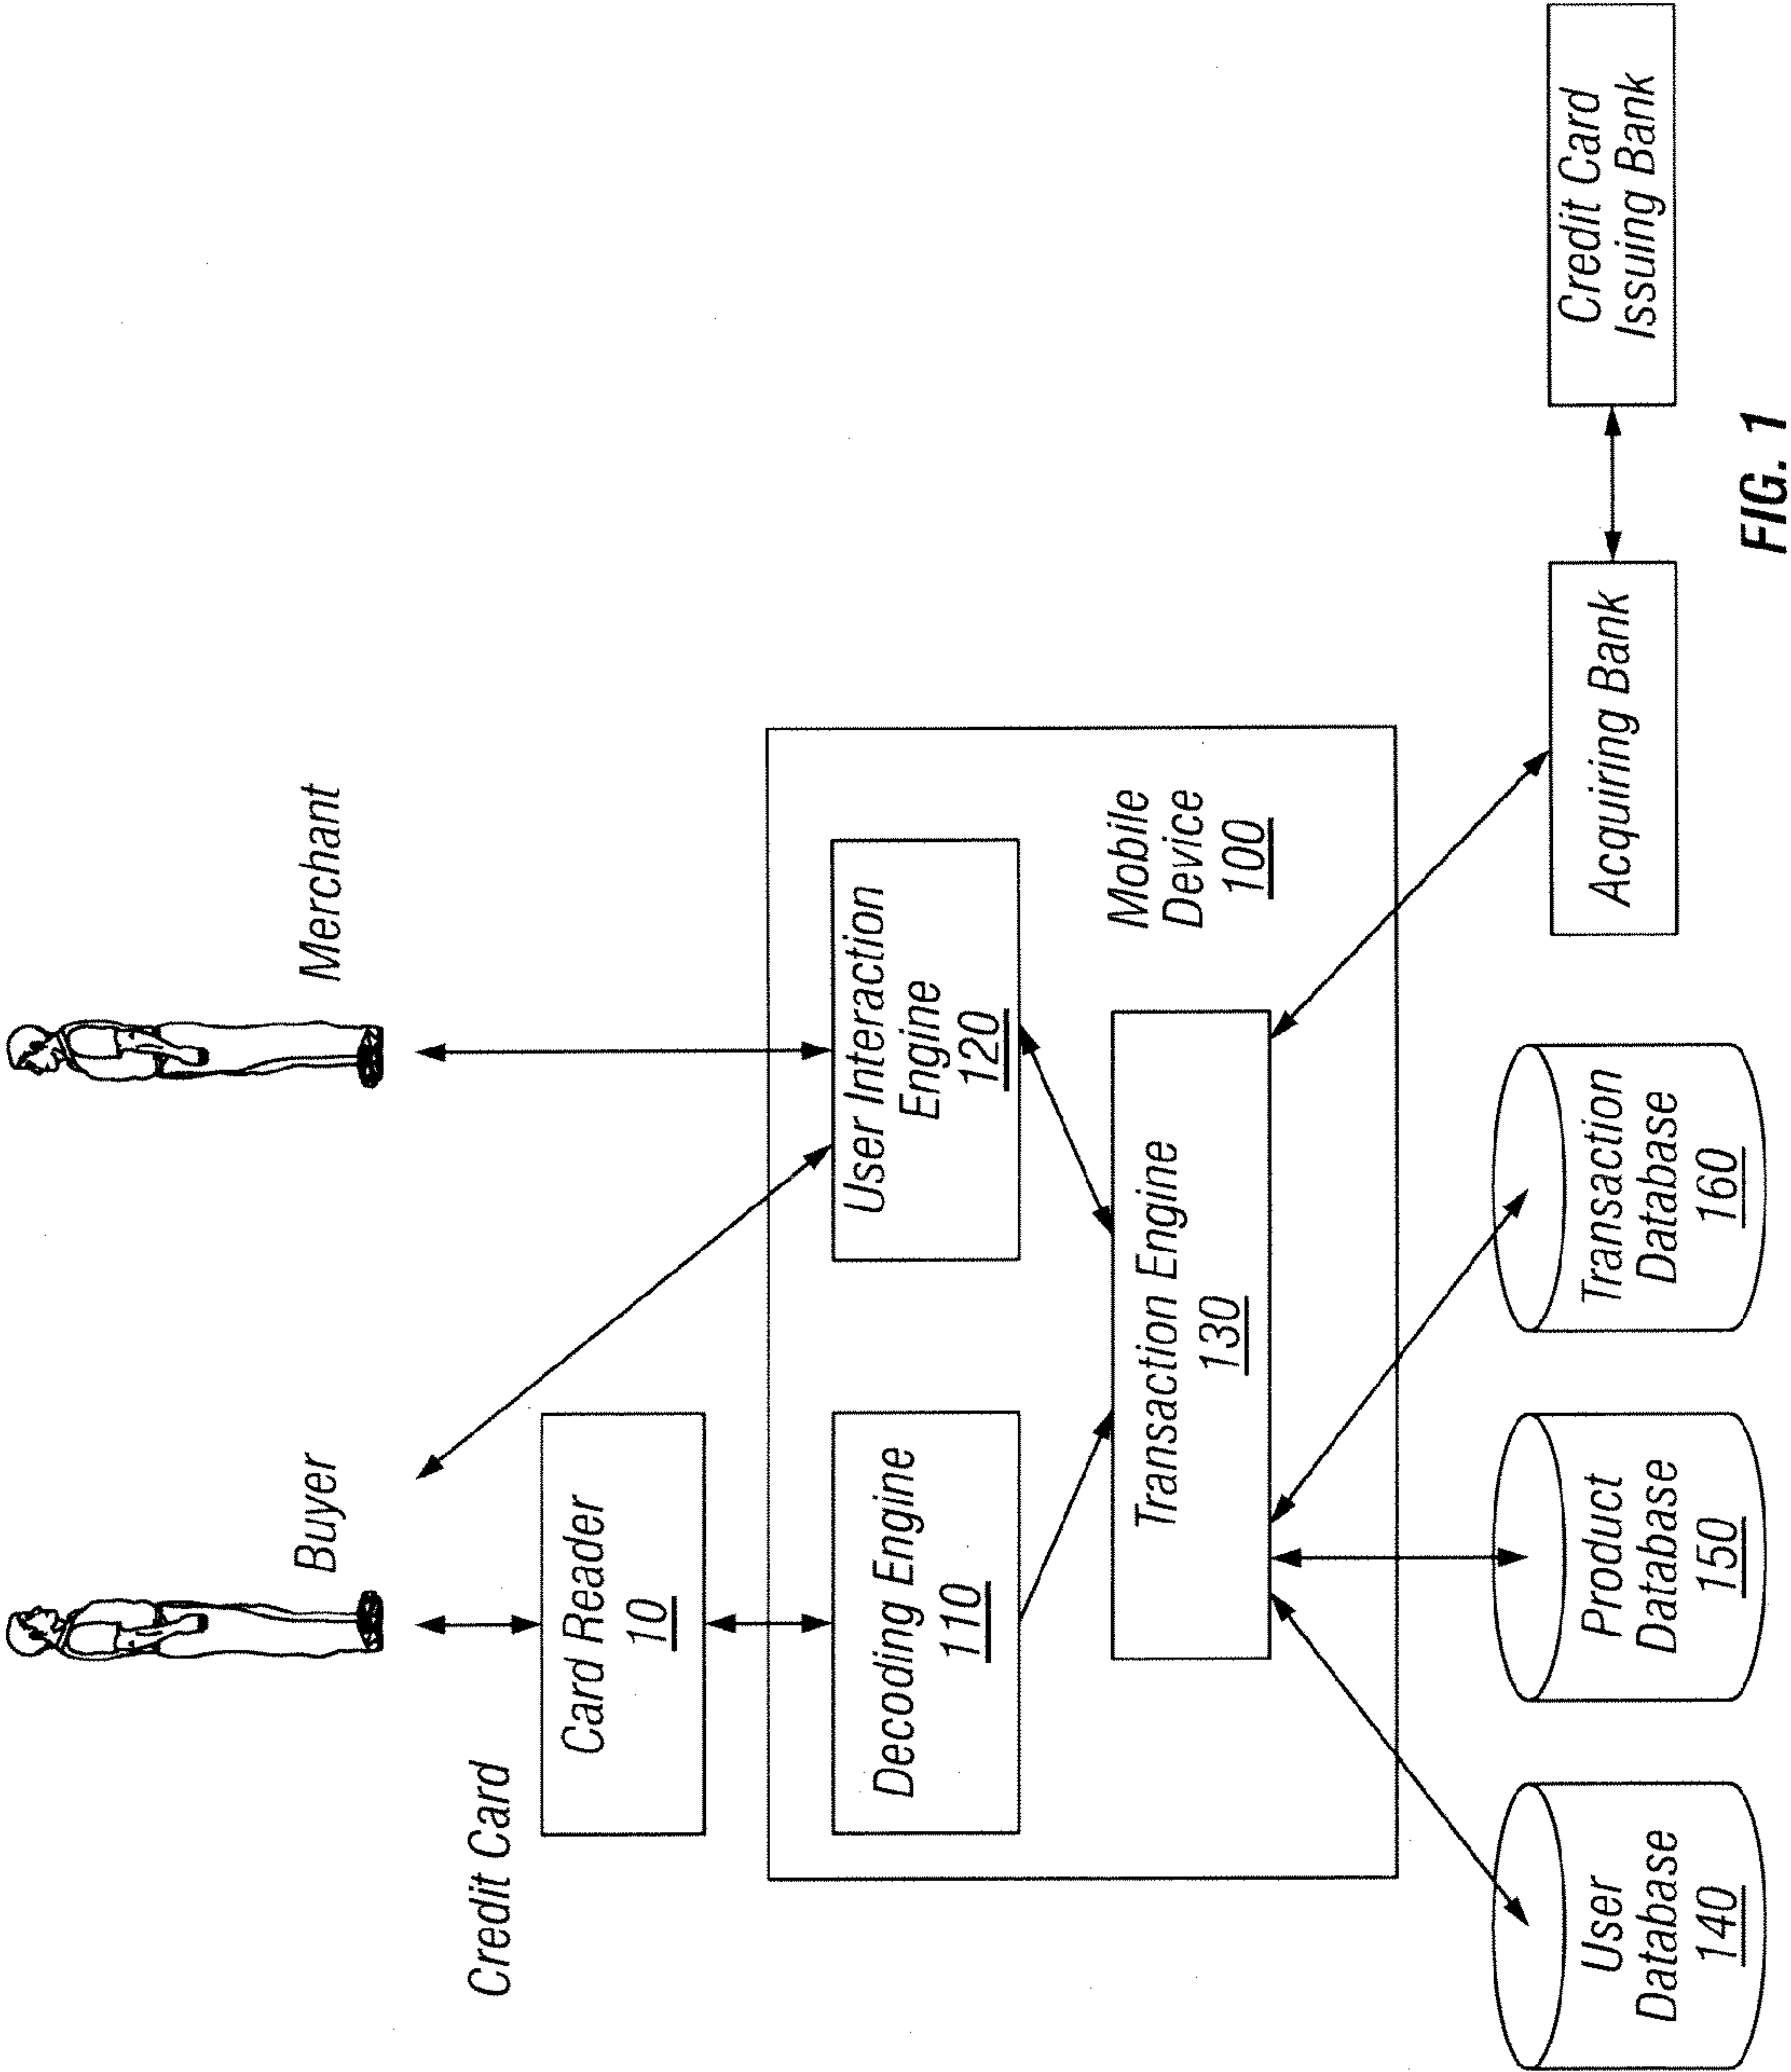 Buyer
Merchant
Credit Card
Card Reader
10
Decoding Engine
110
User Interaction
Engine
120
Mobile
Device
100
Transaction Engine
130
User
Database
140
Product
Database
150
Transaction
Database
160
Acquiring Bank
Credit Card
Issuing Bank
FIG. 1